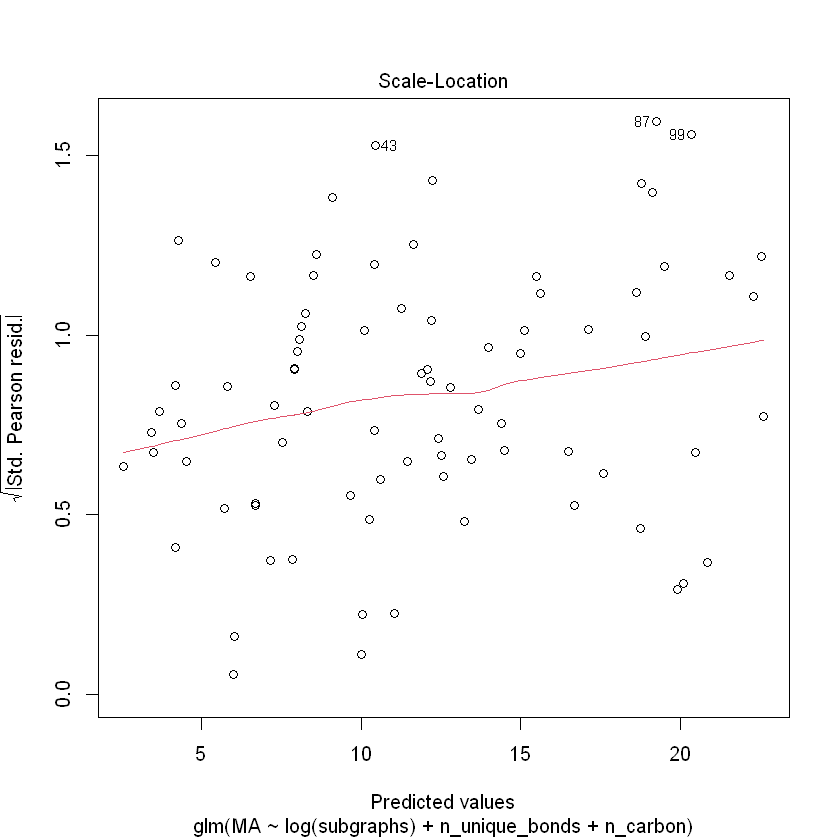 Scale-Location
87
99
43
1.5
1.0
0.5
0.0
√|Std. Pearson resid.|
5
10
15
20
Predicted values
glm(MA ~ log(subgraphs) + n_unique_bonds + n_carbon)